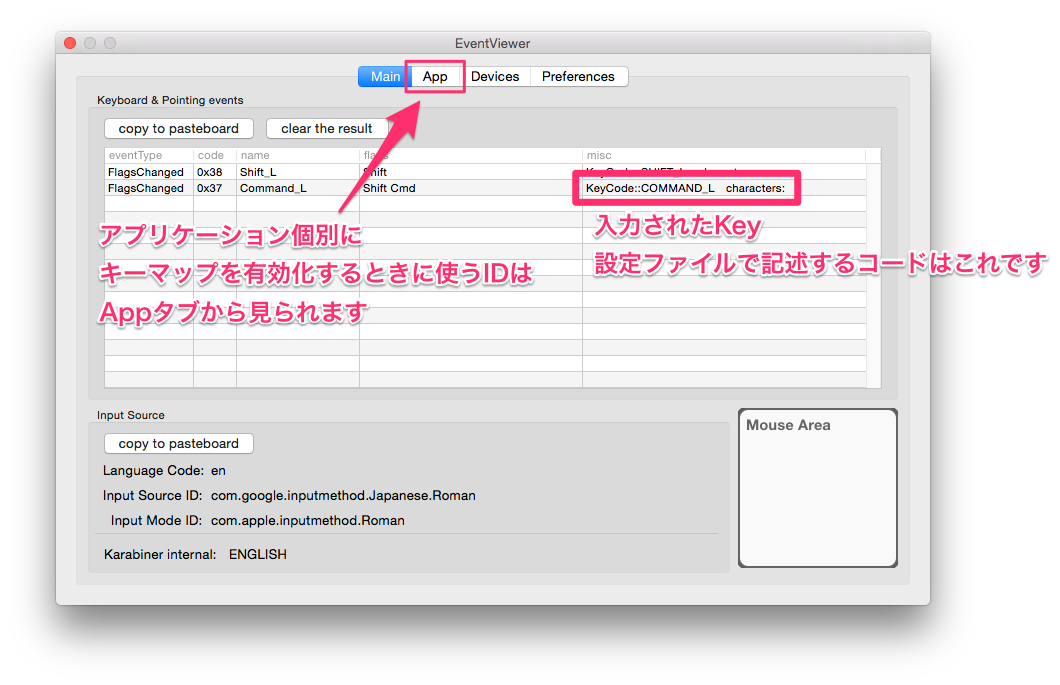 EventViewer
Main App Devices Preferences
Keyboard & Pointing events
copy to pasteboard clear the result
eventType code name flags misc
FlagsChanged 0x38 Shift_L Shift
FlagsChanged 0x37 Command_L Shift Cmd KeyCode::COMMAND_L characters:
アプリケーション個別に
キーマップを有効化するときに使うIDは
Appタブから見られます
入力されたKey
設定ファイルで記述するコードはこれです
Input Source
copy to pasteboard
Language Code: en
Input Source ID: com.google.inputmethod.Japanese.Roman
Input Mode ID: com.apple.inputmethod.Roman
Karabiner internal: ENGLISH
Mouse Area